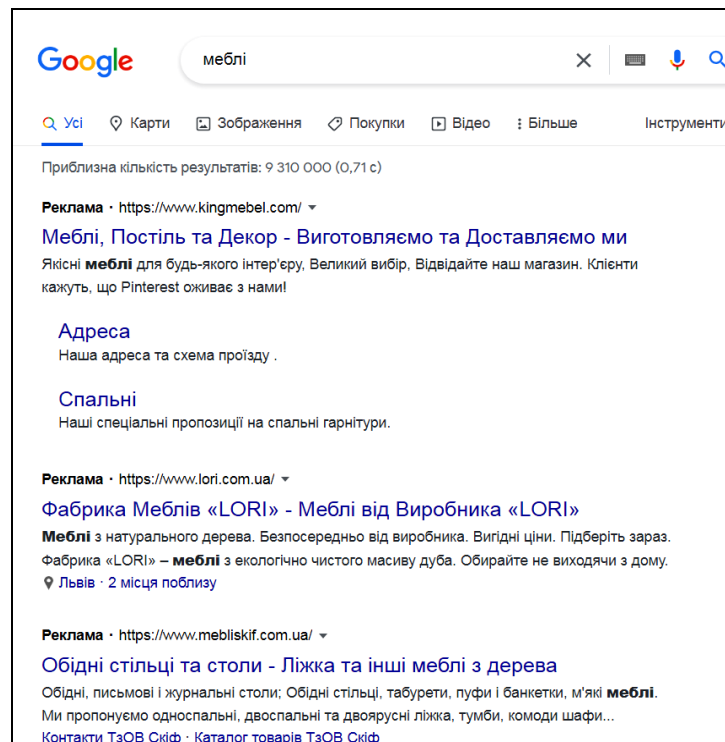 Google
меблі
Усі Карти Зображення Покупки Відео Більше Інструменти
Приблизна кількість результатів: 9 310 000 (0,71 с)
Реклама · https://www.kingmebel.com/
Меблі, Постіль та Декор - Виготовляємо та Доставляємо ми
Якісні меблі для будь-якого інтер'єру, Великий вибір, Відвідайте наш магазин. Клієнти
кажуть, що Pinterest оживає з нами!
Адреса
Наша адреса та схема проїзду .
Спальні
Наші спеціальні пропозиції на спальні гарнітури.
Реклама · https://www.lori.com.ua/
Фабрика Меблів «LORI» - Меблі від Виробника «LORI»
Меблі з натурального дерева. Безпосередньо від виробника. Вигідні ціни. Підберіть зараз.
Фабрика «LORI» – меблі з екологічно чистого масиву дуба. Обирайте не виходячи з дому.
Львів · 2 місця поблизу
Реклама · https://www.mebliskif.com.ua/
Обідні стільці та столи - Ліжка та інші меблі з дерева
Обідні, письмові і журнальні столи; Обідні стільці, табурети, пуфи і банкетки, м'які меблі.
Ми пропонуємо односпальні, двоспальні та двоярусні ліжка, тумби, комоди шафи...
Контакти ТзОВ Скіф · Каталог товарів ТзОВ Скіф